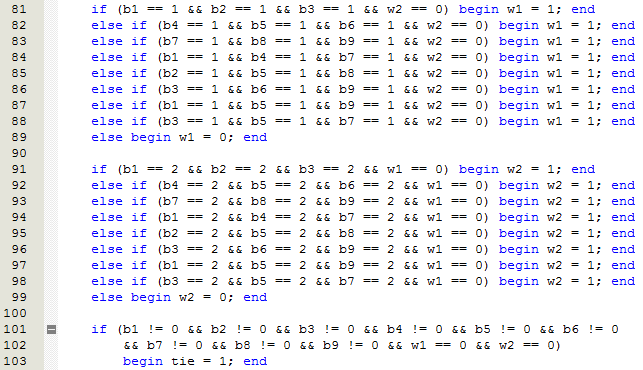 81 if (b1 == 1 && b2 == 1 && b3 == 1 && w2 == 0) begin w1 = 1; end
82 else if (b4 == 1 && b5 == 1 && b6 == 1 && w2 == 0) begin w1 = 1; end
83 else if (b7 == 1 && b8 == 1 && b9 == 1 && w2 == 0) begin w1 = 1; end
84 else if (b1 == 1 && b4 == 1 && b7 == 1 && w2 == 0) begin w1 = 1; end
85 else if (b2 == 1 && b5 == 1 && b8 == 1 && w2 == 0) begin w1 = 1; end
86 else if (b3 == 1 && b6 == 1 && b9 == 1 && w2 == 0) begin w1 = 1; end
87 else if (b1 == 1 && b5 == 1 && b9 == 1 && w2 == 0) begin w1 = 1; end
88 else if (b3 == 1 && b5 == 1 && b7 == 1 && w2 == 0) begin w1 = 1; end
89 else begin w1 = 0; end
90
91 if (b1 == 2 && b2 == 2 && b3 == 2 && w1 == 0) begin w2 = 1; end
92 else if (b4 == 2 && b5 == 2 && b6 == 2 && w1 == 0) begin w2 = 1; end
93 else if (b7 == 2 && b8 == 2 && b9 == 2 && w1 == 0) begin w2 = 1; end
94 else if (b1 == 2 && b4 == 2 && b7 == 2 && w1 == 0) begin w2 = 1; end
95 else if (b2 == 2 && b5 == 2 && b8 == 2 && w1 == 0) begin w2 = 1; end
96 else if (b3 == 2 && b6 == 2 && b9 == 2 && w1 == 0) begin w2 = 1; end
97 else if (b1 == 2 && b5 == 2 && b9 == 2 && w1 == 0) begin w2 = 1; end
98 else if (b3 == 2 && b5 == 2 && b7 == 2 && w1 == 0) begin w2 = 1; end
99 else begin w2 = 0; end
100
101 if (b1 != 0 && b2 != 0 && b3 != 0 && b4 != 0 && b5 != 0 && b6 != 0
102 && b7 != 0 && b8 != 0 && b9 != 0 && w1 == 0 && w2 == 0)
103 begin tie = 1; end